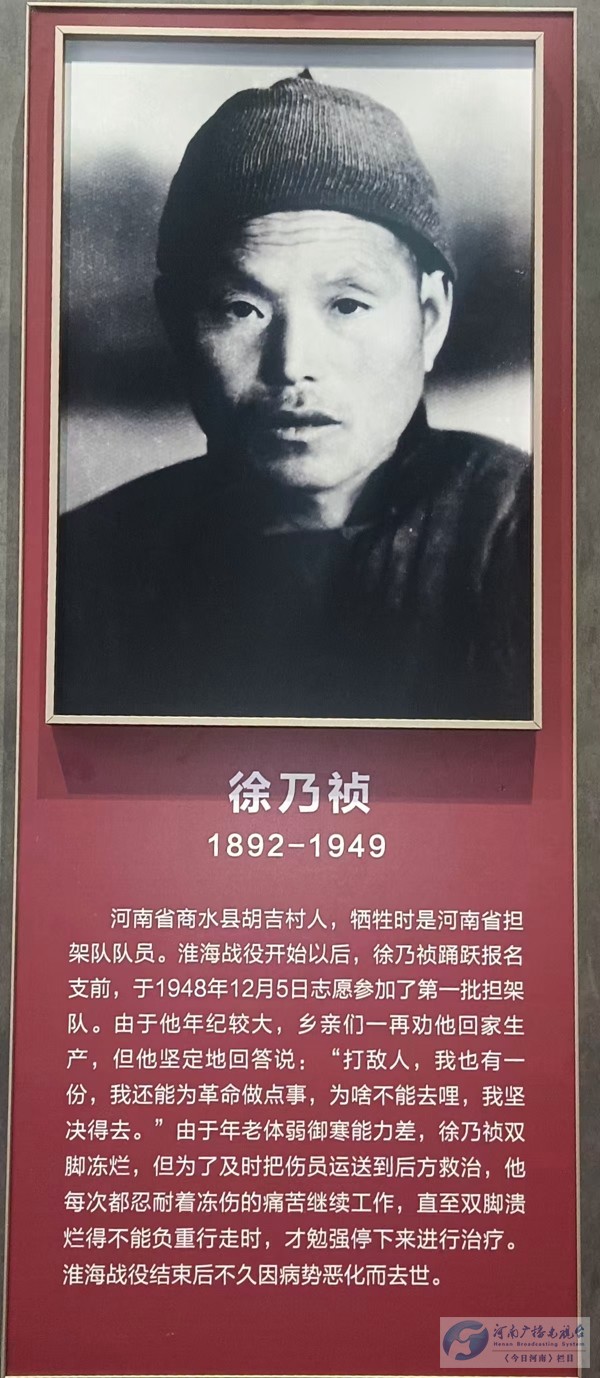 徐乃祯
1892-1949
河南省商水县胡吉村人，牺牲时是河南省担
架队队员。淮海战役开始以后，徐乃祯踊跃报名
支前，于1948年12月5日志愿参加了第一批担架
队。由于他年纪较大，乡亲们一再劝他回家生
产，但他坚定地回答说：“打敌人，我也有一
份，我还能为革命做点事，为啥不能去哩，我坚
决得去。”由于年老体弱御寒能力差，徐乃祯双
脚冻烂，但为了及时把伤员运送到后方救治，他
每次都忍耐着冻伤的痛苦继续工作，直至双脚溃
烂得不能负重行走时，才勉强停下来进行治疗。
淮海战役结束后不久因病势恶化而去世。
河南广播电视台
Henan Broadcasting System
《今日河南》栏目